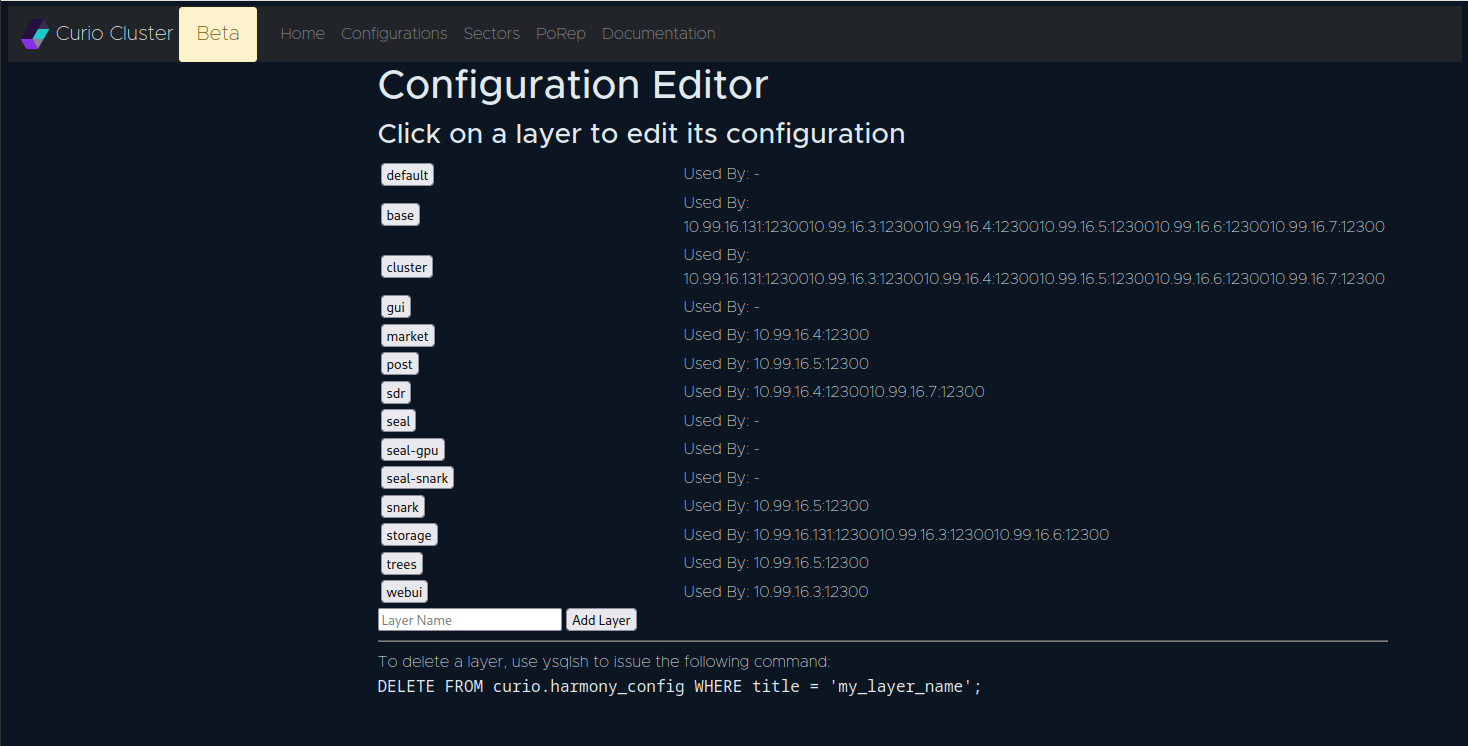 Curio Cluster Beta Home Configurations Sectors PoRep Documentation
Configuration Editor
Click on a layer to edit its configuration
default Used By: -
base Used By:
10.99.16.131:1230010.99.16.3:1230010.99.16.4:1230010.99.16.5:1230010.99.16.6:1230010.99.16.7:12300
cluster Used By:
10.99.16.131:1230010.99.16.3:1230010.99.16.4:1230010.99.16.5:1230010.99.16.6:1230010.99.16.7:12300
gui Used By: -
market Used By: 10.99.16.4:12300
post Used By: 10.99.16.5:12300
sdr Used By: 10.99.16.4:1230010.99.16.7:12300
seal Used By: -
seal-gpu Used By: -
seal-snark Used By: -
snark Used By: 10.99.16.5:12300
storage Used By: 10.99.16.131:1230010.99.16.3:1230010.99.16.6:12300
trees Used By: 10.99.16.5:12300
webui Used By: 10.99.16.3:12300
Layer Name Add Layer
To delete a layer, use ysqlsh to issue the following command:
DELETE FROM curio.harmony_config WHERE title = 'my_layer_name';